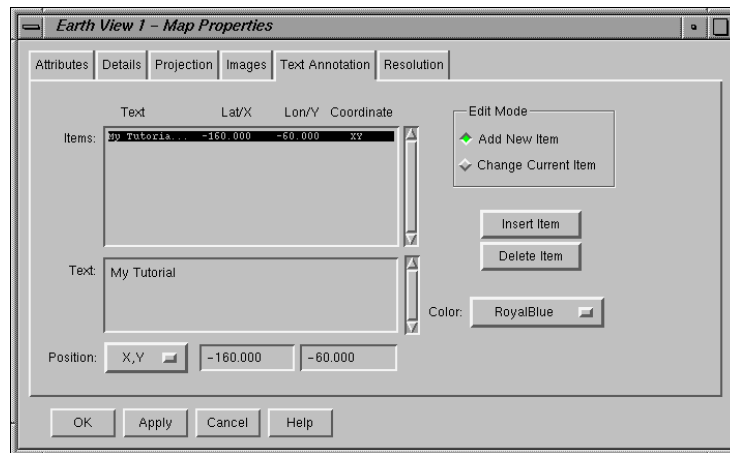 Earth View 1 – Map Properties
Attributes Details Projection Images Text Annotation Resolution
Text Lat/X Lon/Y Coordinate
Items: My Tutoria... -160.000 -60.000 XY
Edit Mode
Add New Item
Change Current Item
Insert Item
Delete Item
Text: My Tutorial
Color: RoyalBlue
Position: X,Y -160.000 -60.000
OK Apply Cancel Help